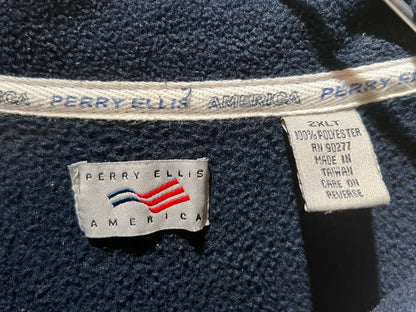 PERRY ELLIS AMERICA PERRY ELLIS
PERRY ELLIS
AMERICA
2XLT
100% POLYESTER
RN 90277
MADE IN
TAIWAN
CARE ON
REVERSE